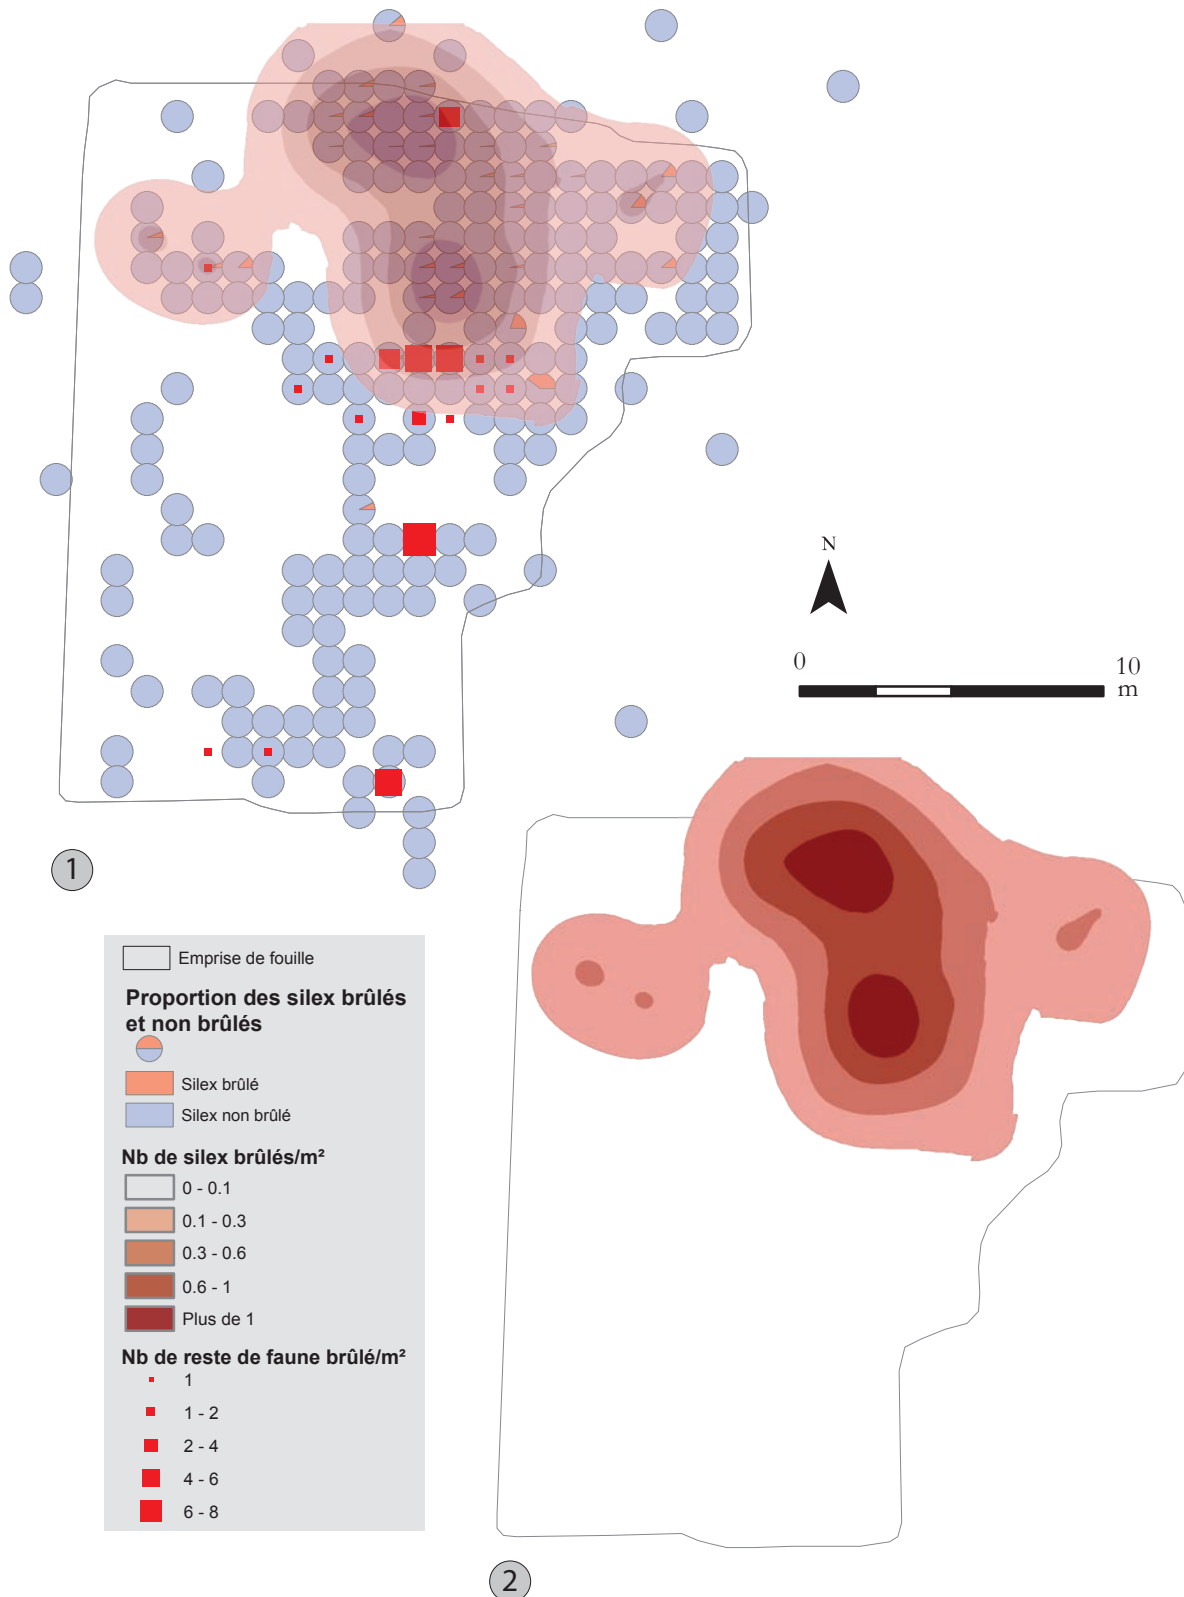 N
0
10
m
1
Emprise de fouille
Proportion des silex brûlés
et non brûlés
Silex brûlé
Silex non brûlé
Nb de silex brûlés/m²
0 - 0.1
0.1 - 0.3
0.3 - 0.6
0.6 - 1
Plus de 1
Nb de reste de faune brûlé/m²
1
1 - 2
2 - 4
4 - 6
6 - 8
2